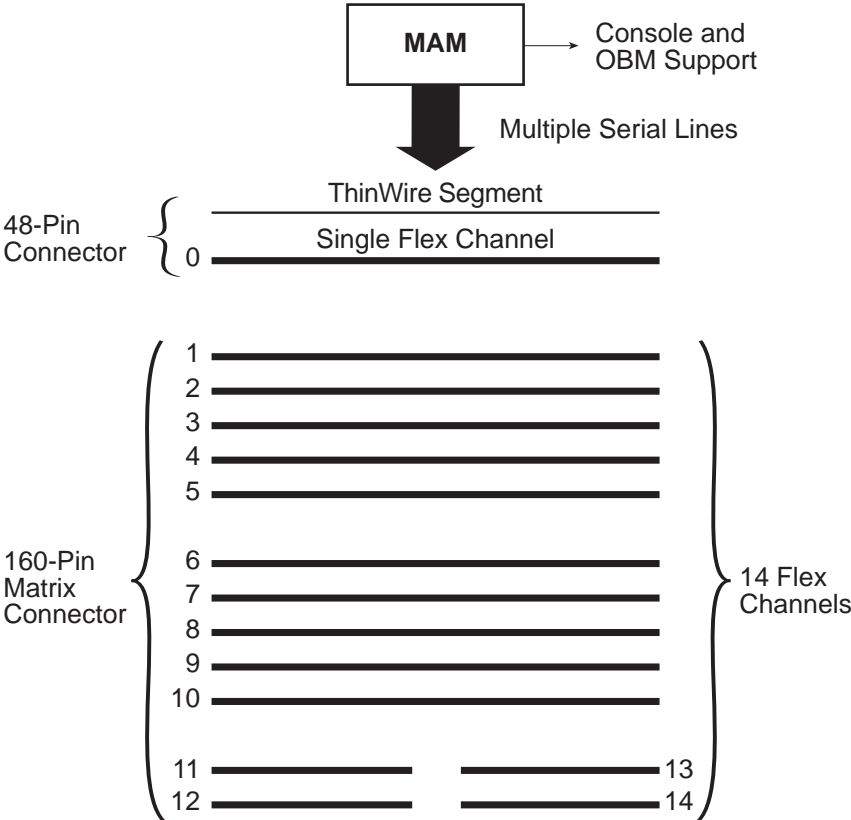 MAM
Console and
OBM Support
Multiple Serial Lines
ThinWire Segment
48-Pin
Connector
Single Flex Channel
0
1
2
3
4
5
160-Pin
Matrix
Connector
6
7
8
9
10
14 Flex
Channels
11
13
12
14